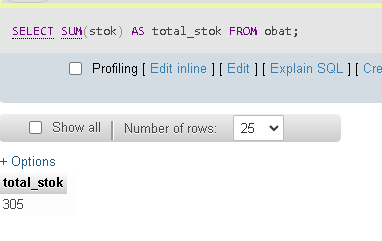 SELECT SUM(stok) AS total_stok FROM obat;
Profiling [ Edit inline ] [ Edit ] [ Explain SQL ] [ Cre
Show all | Number of rows: 25
+ Options
total_stok
305